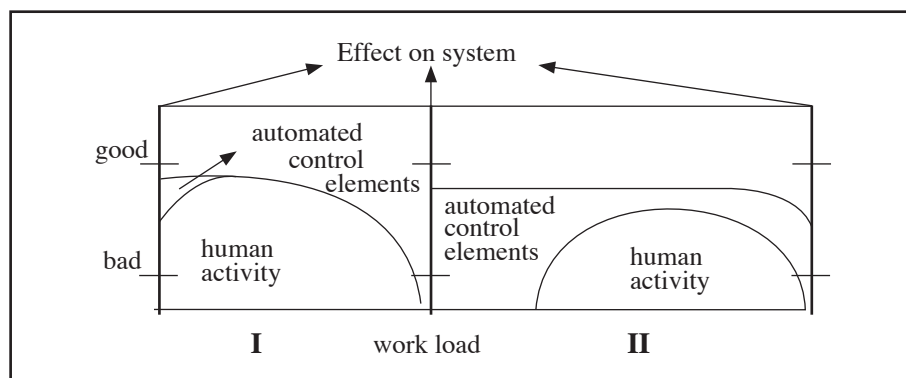 Effect on system
good
automated
control
elements
automated
control
elements
bad
human
activity
human
activity
I
work load
II